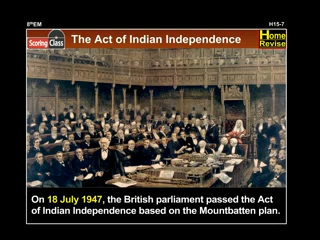 8thEM
H15-7
Scoring Class
The Act of Indian Independence
Home
Revise
On 18 July 1947, the British parliament passed the Act
of Indian Independence based on the Mountbatten plan.